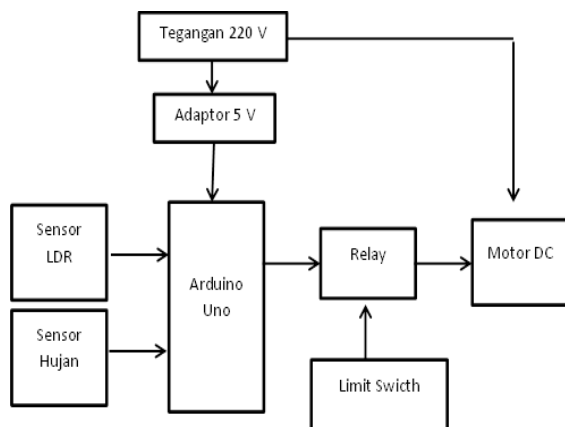 Tegangan 220 V
Adaptor 5 V
Sensor
LDR
Sensor
Hujan
Arduino
Uno
Relay
Motor DC
Limit Swicth